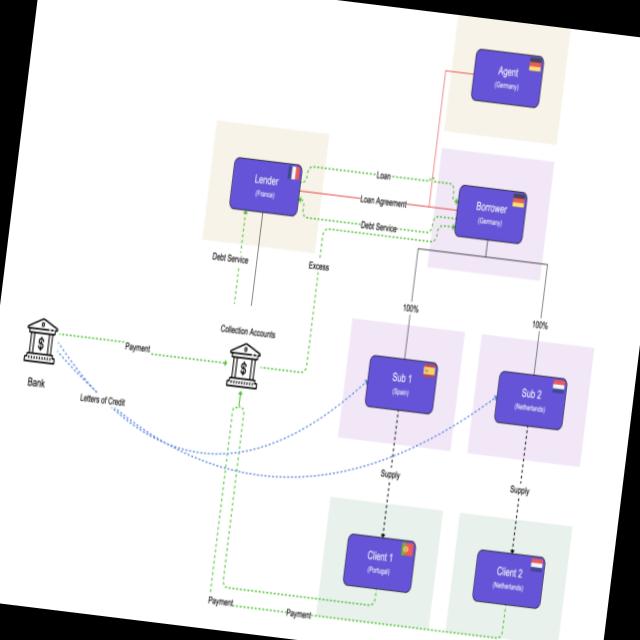 Agent
(Germany)
Lender
(France)
Loan
Loan Agreement
Debt Service
Borrower
(Germany)
Debt Service
Excess
100%
100%
Collection Accounts
Payment
Bank
Letters of Credit
Sub 1
(Spain)
Sub 2
(Netherlands)
Supply
Supply
Client 1
(Portugal)
Client 2
(Netherlands)
Payment
Payment